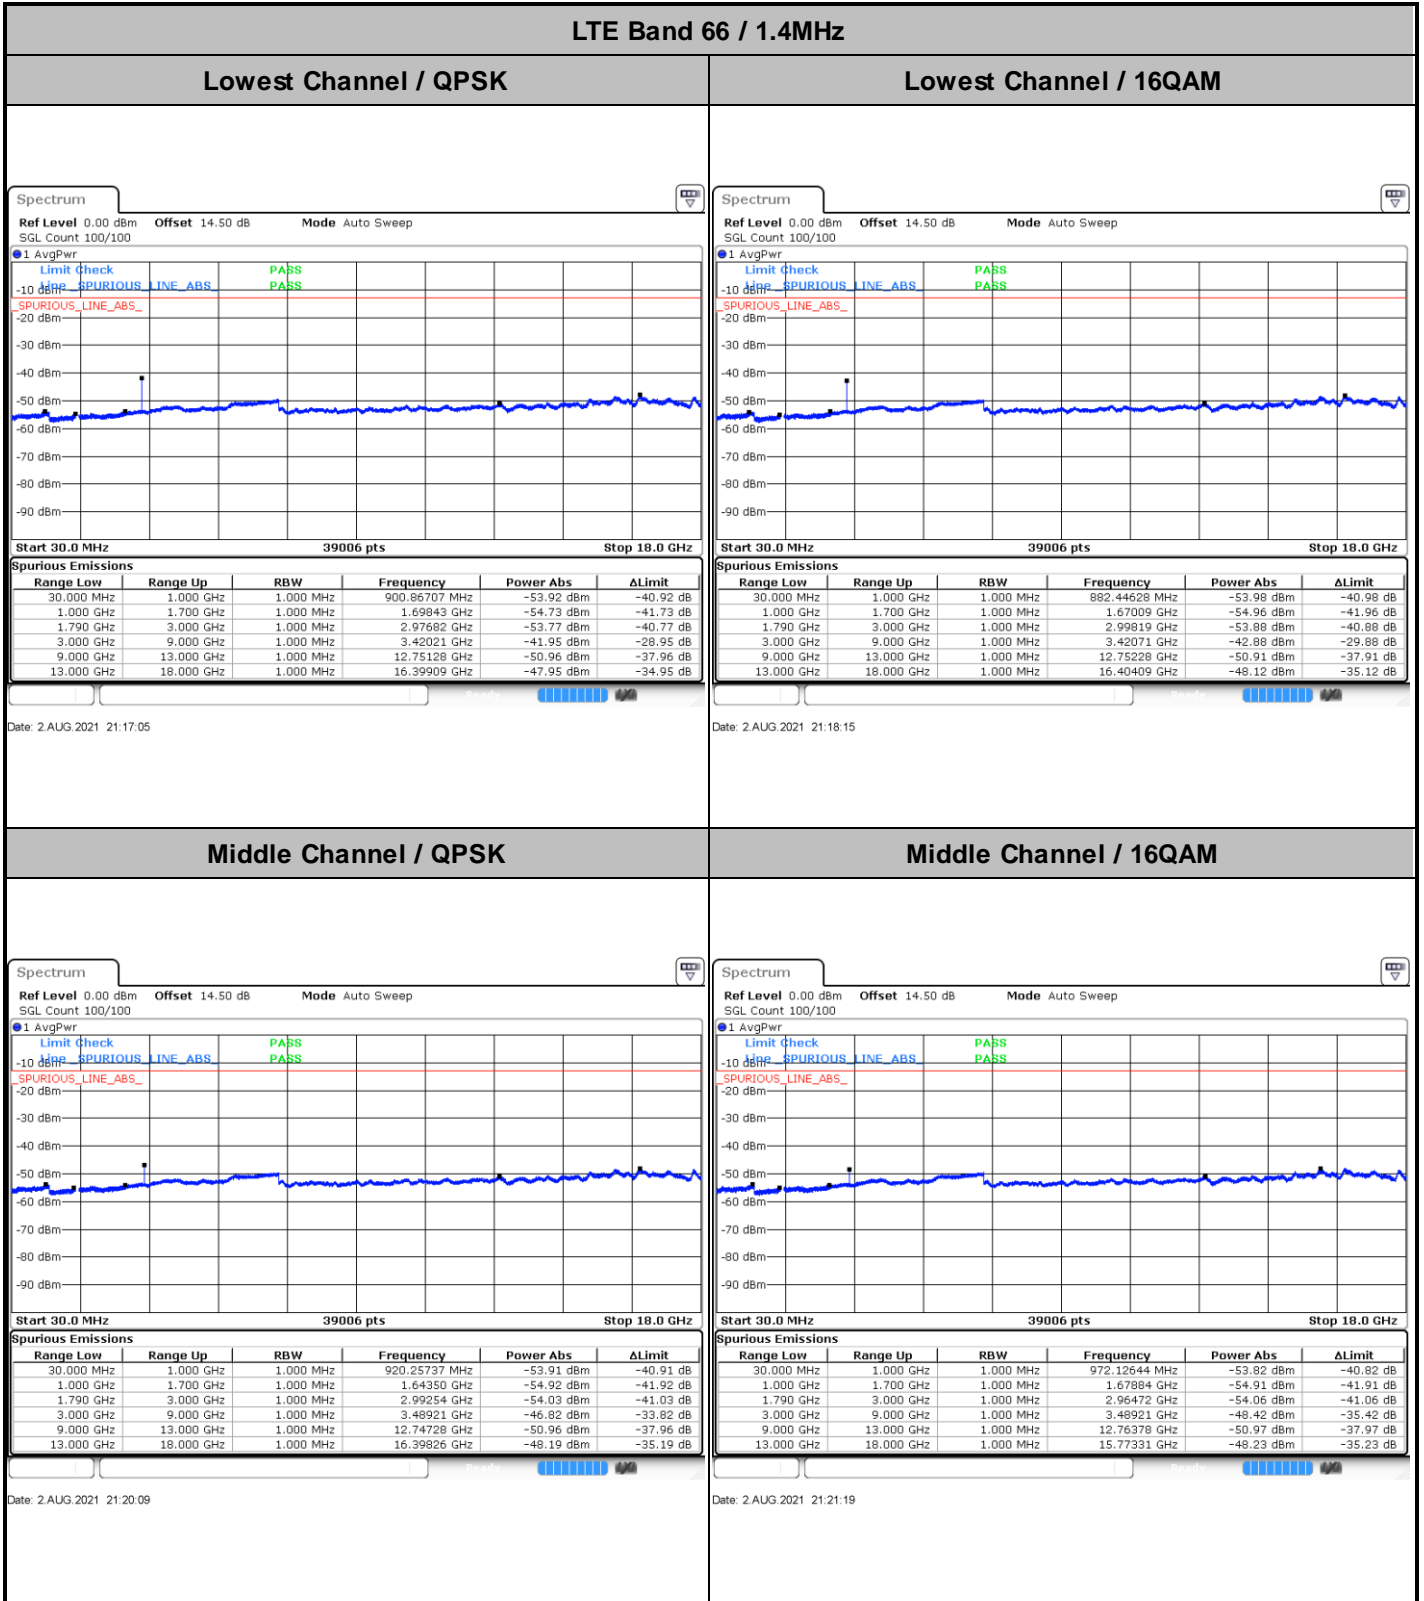 LTE Band 66 / 1.4MHz
Lowest Channel / QPSK
Lowest Channel / 16QAM
Spectrum
Ref Level 0.00 dBm Offset 14.50 dB Mode Auto Sweep
SGL Count 100/100
1 AvgPwr
Limit Check PASS
Line _SPURIOUS_LINE_ABS_ PASS
-10 dBm
_SPURIOUS_LINE_ABS_
-20 dBm
-30 dBm
-40 dBm
-50 dBm
-60 dBm
-70 dBm
-80 dBm
-90 dBm
Start 30.0 MHz 39006 pts Stop 18.0 GHz
Spurious Emissions
Range Low Range Up RBW Frequency Power Abs ΔLimit
30.000 MHz 1.000 GHz 1.000 MHz 900.86707 MHz -53.92 dBm -40.92 dB
1.000 GHz 1.700 GHz 1.000 MHz 1.69843 GHz -54.73 dBm -41.73 dB
1.790 GHz 3.000 GHz 1.000 MHz 2.97682 GHz -53.77 dBm -40.77 dB
3.000 GHz 9.000 GHz 1.000 MHz 3.42021 GHz -41.95 dBm -28.95 dB
9.000 GHz 13.000 GHz 1.000 MHz 12.75128 GHz -50.96 dBm -37.96 dB
13.000 GHz 18.000 GHz 1.000 MHz 16.39909 GHz -47.95 dBm -34.95 dB
Ready
Date: 2.AUG.2021 21:17:05
Spectrum
Ref Level 0.00 dBm Offset 14.50 dB Mode Auto Sweep
SGL Count 100/100
1 AvgPwr
Limit Check PASS
Line _SPURIOUS_LINE_ABS_ PASS
-10 dBm
_SPURIOUS_LINE_ABS_
-20 dBm
-30 dBm
-40 dBm
-50 dBm
-60 dBm
-70 dBm
-80 dBm
-90 dBm
Start 30.0 MHz 39006 pts Stop 18.0 GHz
Spurious Emissions
Range Low Range Up RBW Frequency Power Abs ΔLimit
30.000 MHz 1.000 GHz 1.000 MHz 882.44628 MHz -53.98 dBm -40.98 dB
1.000 GHz 1.700 GHz 1.000 MHz 1.67009 GHz -54.96 dBm -41.96 dB
1.790 GHz 3.000 GHz 1.000 MHz 2.99819 GHz -53.88 dBm -40.88 dB
3.000 GHz 9.000 GHz 1.000 MHz 3.42071 GHz -42.88 dBm -29.88 dB
9.000 GHz 13.000 GHz 1.000 MHz 12.75228 GHz -50.91 dBm -37.91 dB
13.000 GHz 18.000 GHz 1.000 MHz 16.40409 GHz -48.12 dBm -35.12 dB
Ready
Date: 2.AUG.2021 21:18:15
Middle Channel / QPSK
Middle Channel / 16QAM
Spectrum
Ref Level 0.00 dBm Offset 14.50 dB Mode Auto Sweep
SGL Count 100/100
1 AvgPwr
Limit Check PASS
Line _SPURIOUS_LINE_ABS_ PASS
-10 dBm
_SPURIOUS_LINE_ABS_
-20 dBm
-30 dBm
-40 dBm
-50 dBm
-60 dBm
-70 dBm
-80 dBm
-90 dBm
Start 30.0 MHz 39006 pts Stop 18.0 GHz
Spurious Emissions
Range Low Range Up RBW Frequency Power Abs ΔLimit
30.000 MHz 1.000 GHz 1.000 MHz 920.25737 MHz -53.91 dBm -40.91 dB
1.000 GHz 1.700 GHz 1.000 MHz 1.64350 GHz -54.92 dBm -41.92 dB
1.790 GHz 3.000 GHz 1.000 MHz 2.99254 GHz -54.03 dBm -41.03 dB
3.000 GHz 9.000 GHz 1.000 MHz 3.48921 GHz -46.82 dBm -33.82 dB
9.000 GHz 13.000 GHz 1.000 MHz 12.74728 GHz -50.96 dBm -37.96 dB
13.000 GHz 18.000 GHz 1.000 MHz 16.39826 GHz -48.19 dBm -35.19 dB
Ready
Date: 2.AUG.2021 21:20:09
Spectrum
Ref Level 0.00 dBm Offset 14.50 dB Mode Auto Sweep
SGL Count 100/100
1 AvgPwr
Limit Check PASS
Line _SPURIOUS_LINE_ABS_ PASS
-10 dBm
_SPURIOUS_LINE_ABS_
-20 dBm
-30 dBm
-40 dBm
-50 dBm
-60 dBm
-70 dBm
-80 dBm
-90 dBm
Start 30.0 MHz 39006 pts Stop 18.0 GHz
Spurious Emissions
Range Low Range Up RBW Frequency Power Abs ΔLimit
30.000 MHz 1.000 GHz 1.000 MHz 972.12644 MHz -53.82 dBm -40.82 dB
1.000 GHz 1.700 GHz 1.000 MHz 1.67884 GHz -54.91 dBm -41.91 dB
1.790 GHz 3.000 GHz 1.000 MHz 2.96472 GHz -54.06 dBm -41.06 dB
3.000 GHz 9.000 GHz 1.000 MHz 3.48921 GHz -48.42 dBm -35.42 dB
9.000 GHz 13.000 GHz 1.000 MHz 12.76378 GHz -50.97 dBm -37.97 dB
13.000 GHz 18.000 GHz 1.000 MHz 15.77331 GHz -48.23 dBm -35.23 dB
Ready
Date: 2.AUG.2021 21:21:19